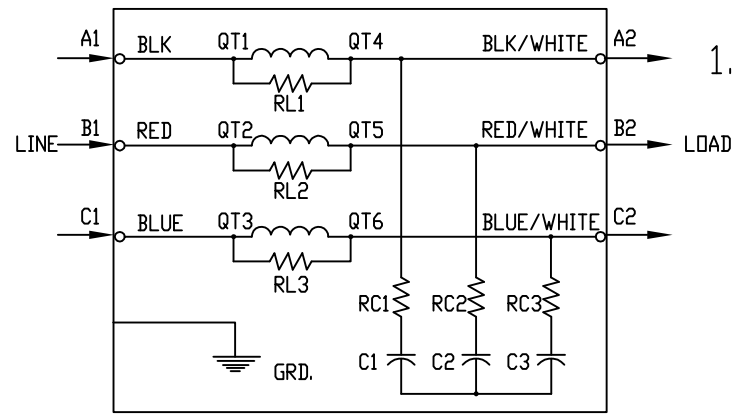 A1 BLK QT1 QT4 BLK/WHITE A2
1.
RL1
LINE B1 RED QT2 QT5 RED/WHITE B2 LOAD
RL2
C1 BLUE QT3 QT6 BLUE/WHITE C2
RL3
RC1 RC2 RC3
C1 C2 C3
GRD.